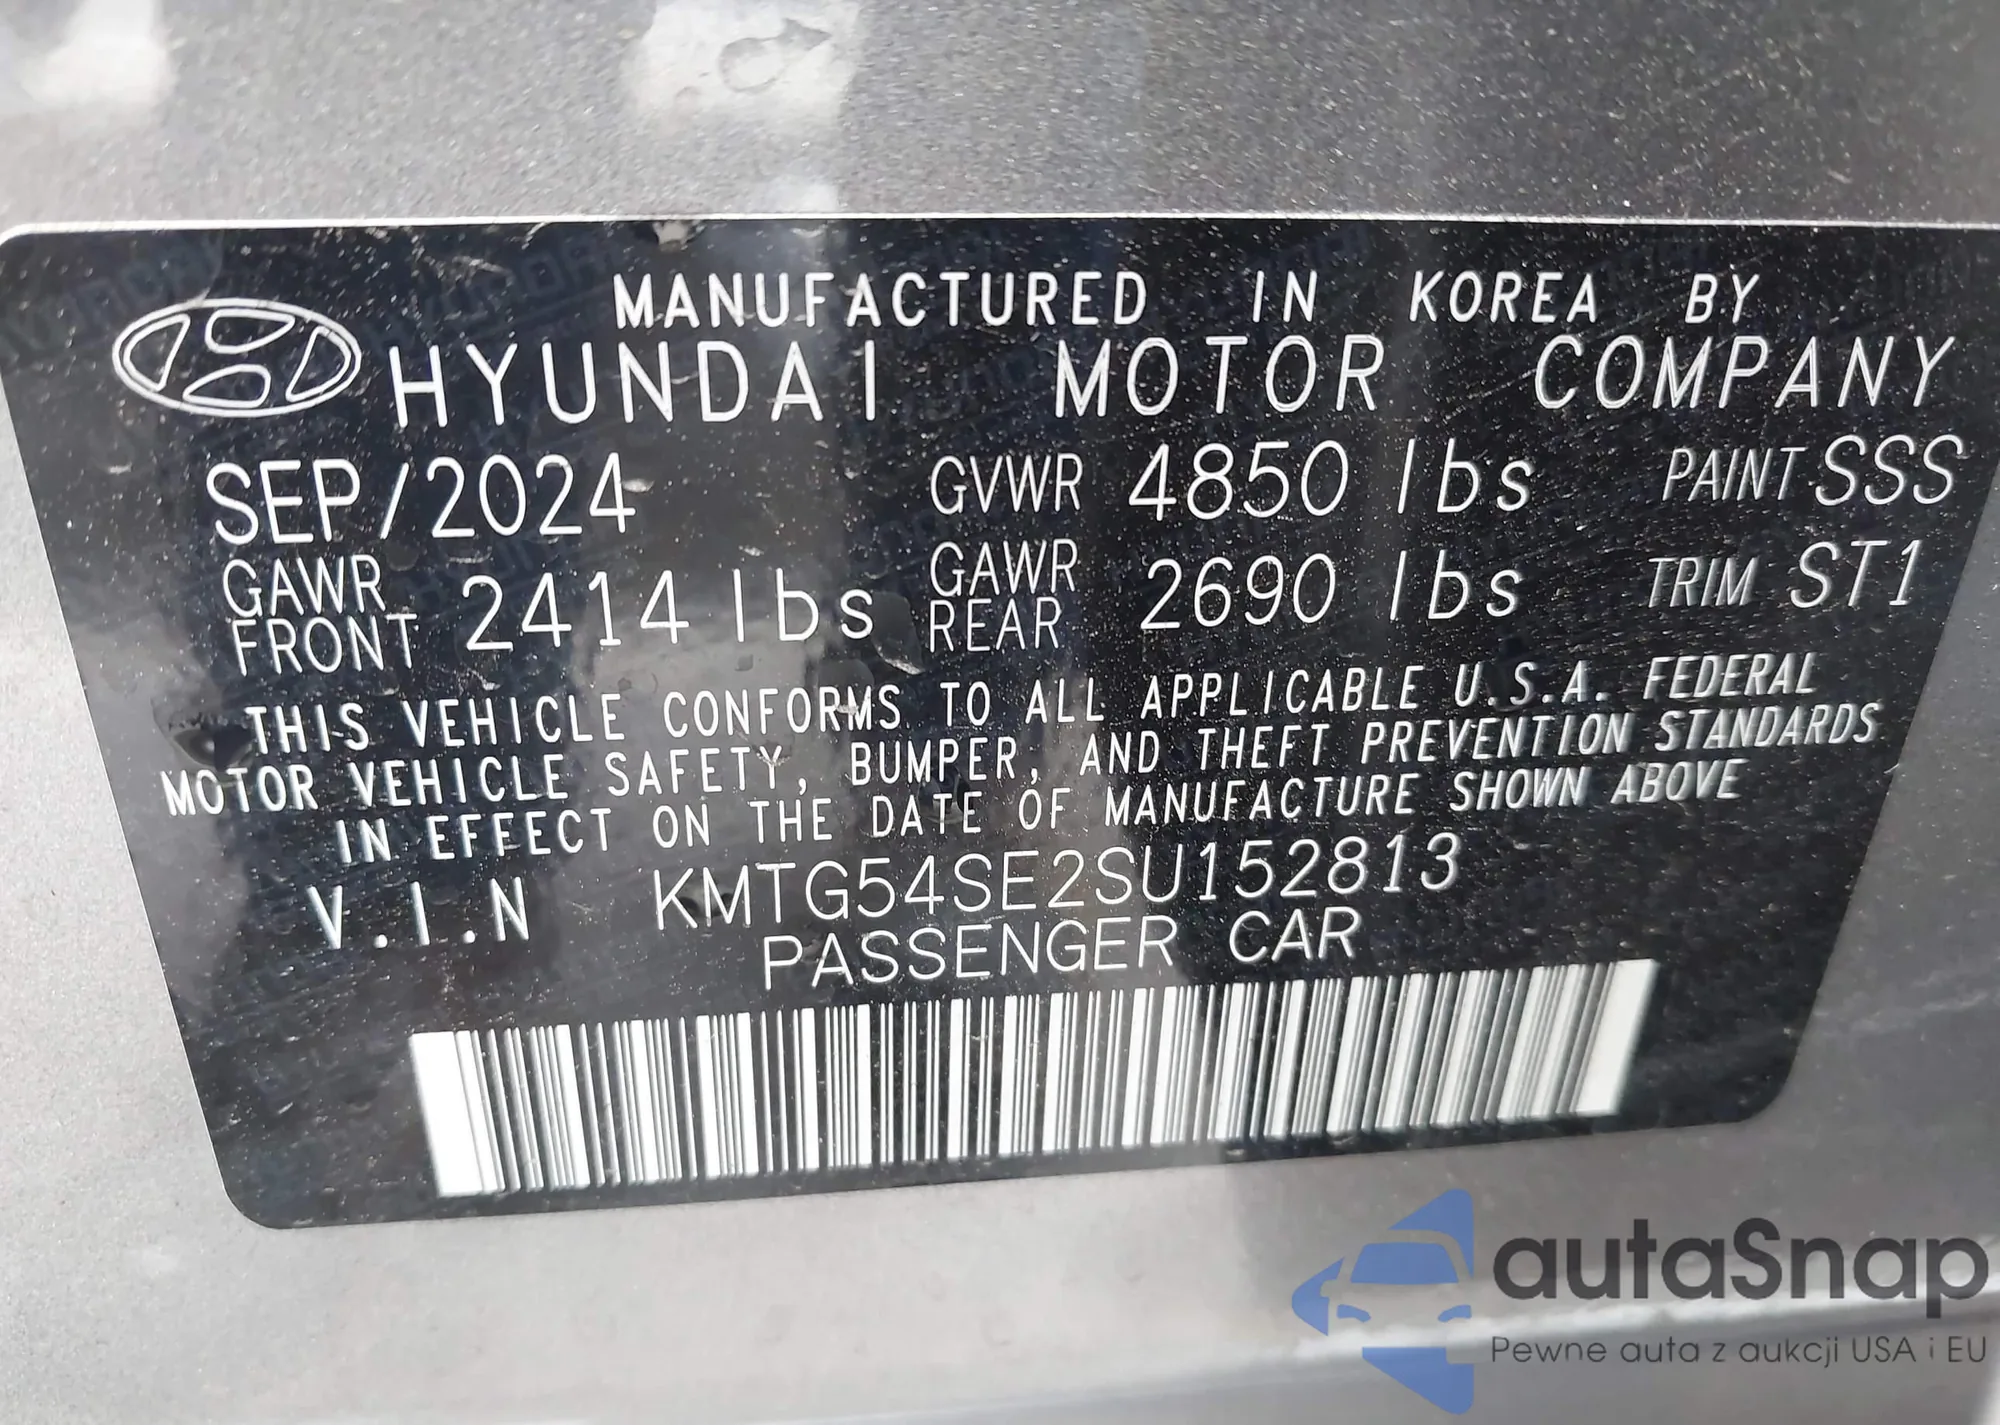 MANUFACTURED IN KOREA BY
HYUNDAI MOTOR COMPANY
SEP/2024 GVWR 4850 lbs PAINT SSS
GAWR FRONT 2414 lbs GAWR REAR 2690 lbs TRIM ST1
THIS VEHICLE CONFORMS TO ALL APPLICABLE U.S.A. FEDERAL
MOTOR VEHICLE SAFETY, BUMPER, AND THEFT PREVENTION STANDARDS
IN EFFECT ON THE DATE OF MANUFACTURE SHOWN ABOVE
V.I.N KMTG54SE2SU152813
PASSENGER CAR
autaSnap
Pewne auta z aukcji USA i EU